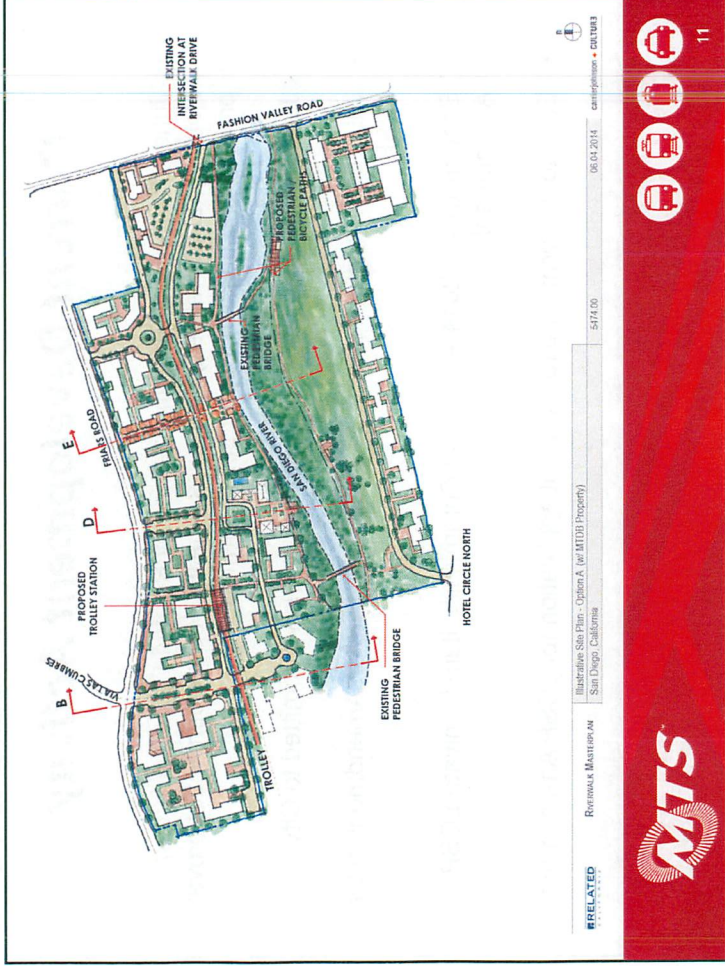 VIA LAS CUMBRES
B
PROPOSED
TROLLEY STATION
D
FRIARS ROAD
E
EXISTING
INTERSECTION AT
RIVERWALK DRIVE
FASHION VALLEY ROAD
TROLLEY
EXISTING
PEDESTRIAN
BRIDGE
PROPOSED
PEDESTRIAN
BICYCLE PATHS
SAN DIEGO RIVER
EXISTING
PEDESTRIAN BRIDGE
HOTEL CIRCLE NORTH
RELATED
CALIFORNIA
RIVERWALK MASTERPLAN
Illustrative Site Plan - Option A (w/ MTDB Property)
San Diego, California
5474.00
06.04.2014
carrierjohnson + CULTUR3
MTS
11